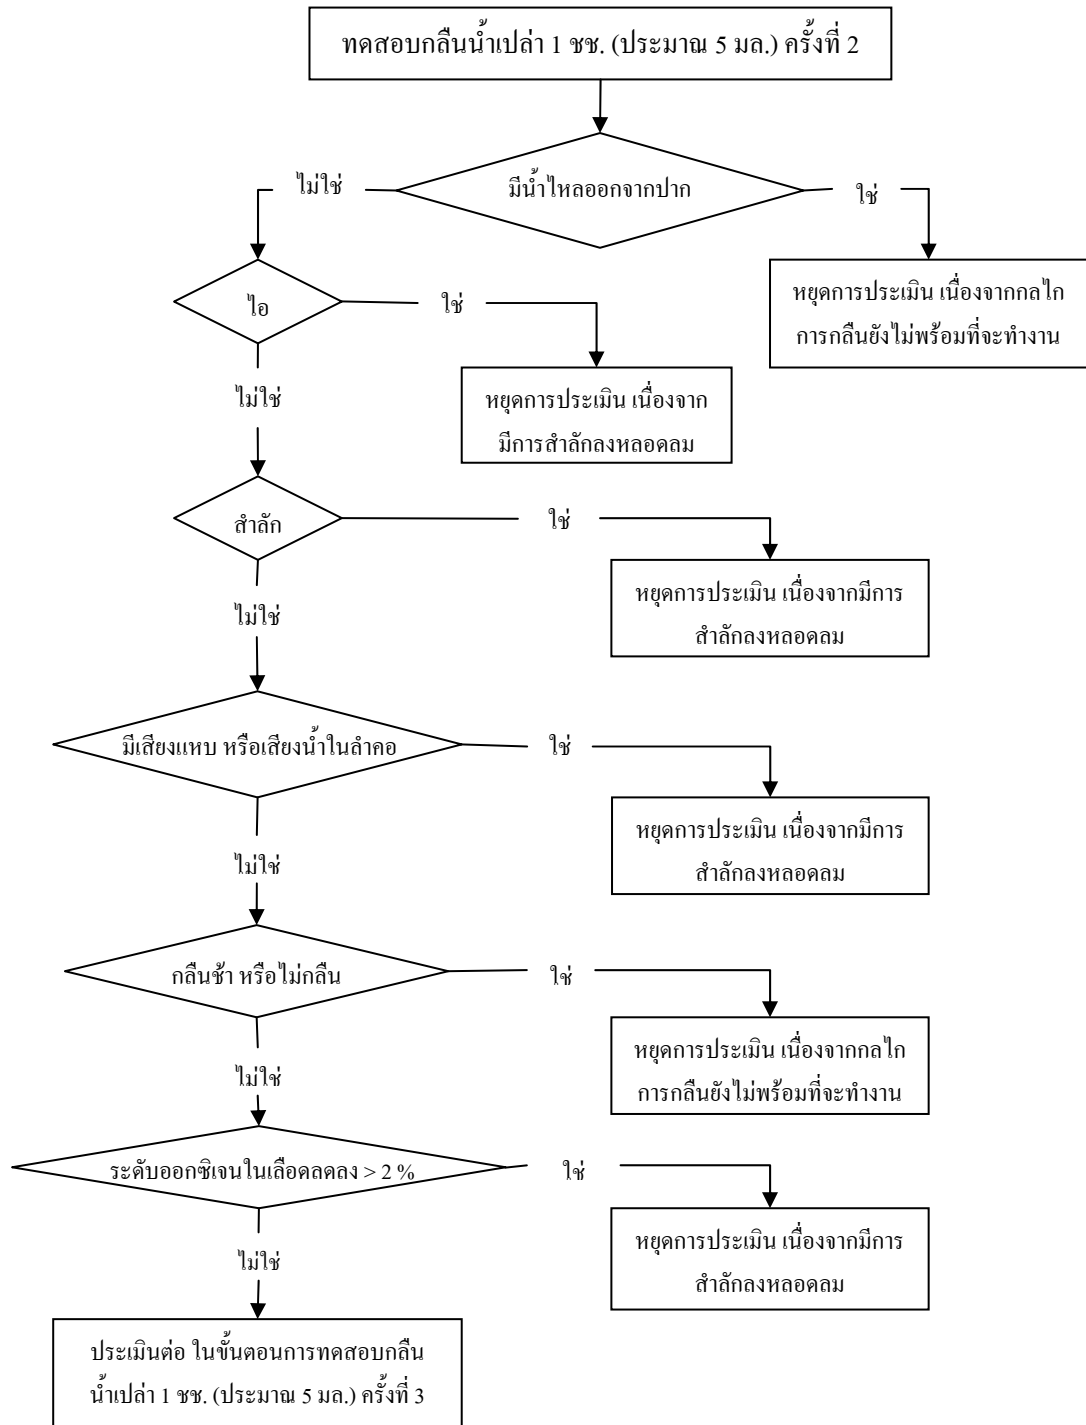 ทดสอบกลืนน้ำเปล่า 1 ชช. (ประมาณ 5 มล.) ครั้งที่ 2
มีน้ำไหลออกจากปาก
ไม่ใช่
ใช่
หยุดการประเมิน เนื่องจากกลไก
การกลืนยังไม่พร้อมที่จะทำงาน
ไอ
ใช่
หยุดการประเมิน เนื่องจาก
มีการสำลักลงหลอดลม
ไม่ใช่
สำลัก
ใช่
หยุดการประเมิน เนื่องจากมีการ
สำลักลงหลอดลม
ไม่ใช่
มีเสียงแหบ หรือเสียงน้ำในลำคอ
ใช่
หยุดการประเมิน เนื่องจากมีการ
สำลักลงหลอดลม
ไม่ใช่
กลืนช้า หรือไม่กลืน
ใช่
หยุดการประเมิน เนื่องจากกลไก
การกลืนยังไม่พร้อมที่จะทำงาน
ไม่ใช่
ระดับออกซิเจนในเลือดลดลง > 2 %
ใช่
หยุดการประเมิน เนื่องจากมีการ
สำลักลงหลอดลม
ไม่ใช่
ประเมินต่อ ในขั้นตอนการทดสอบกลืน
น้ำเปล่า 1 ชช. (ประมาณ 5 มล.) ครั้งที่ 3